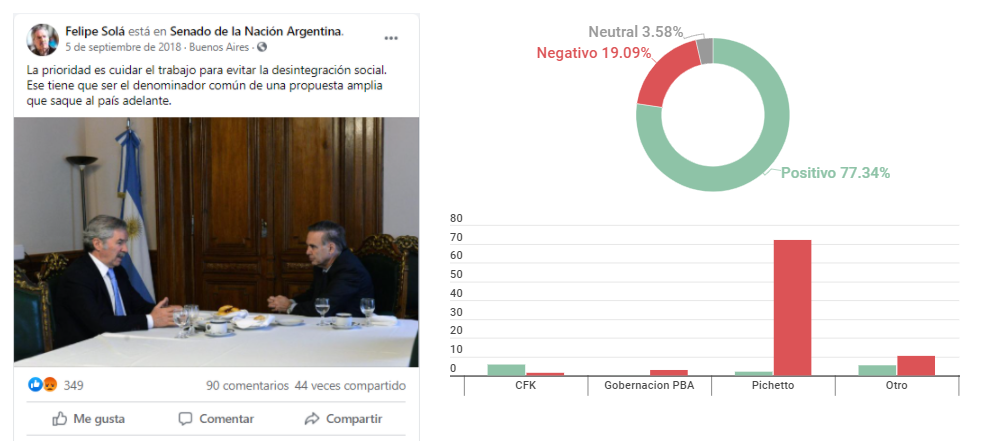 Felipe Solá está en Senado de la Nación Argentina.
5 de septiembre de 2018 · Buenos Aires ·
La prioridad es cuidar el trabajo para evitar la desintegración social.
Ese tiene que ser el denominador común de una propuesta amplia
que saque al país adelante.
349
90 comentarios 44 veces compartido
Me gusta
Comentar
Compartir
Neutral 3.58%
Negativo 19.09%
Positivo 77.34%
80
70
60
50
40
30
20
10
0
CFK
Gobernacion PBA
Pichetto
Otro